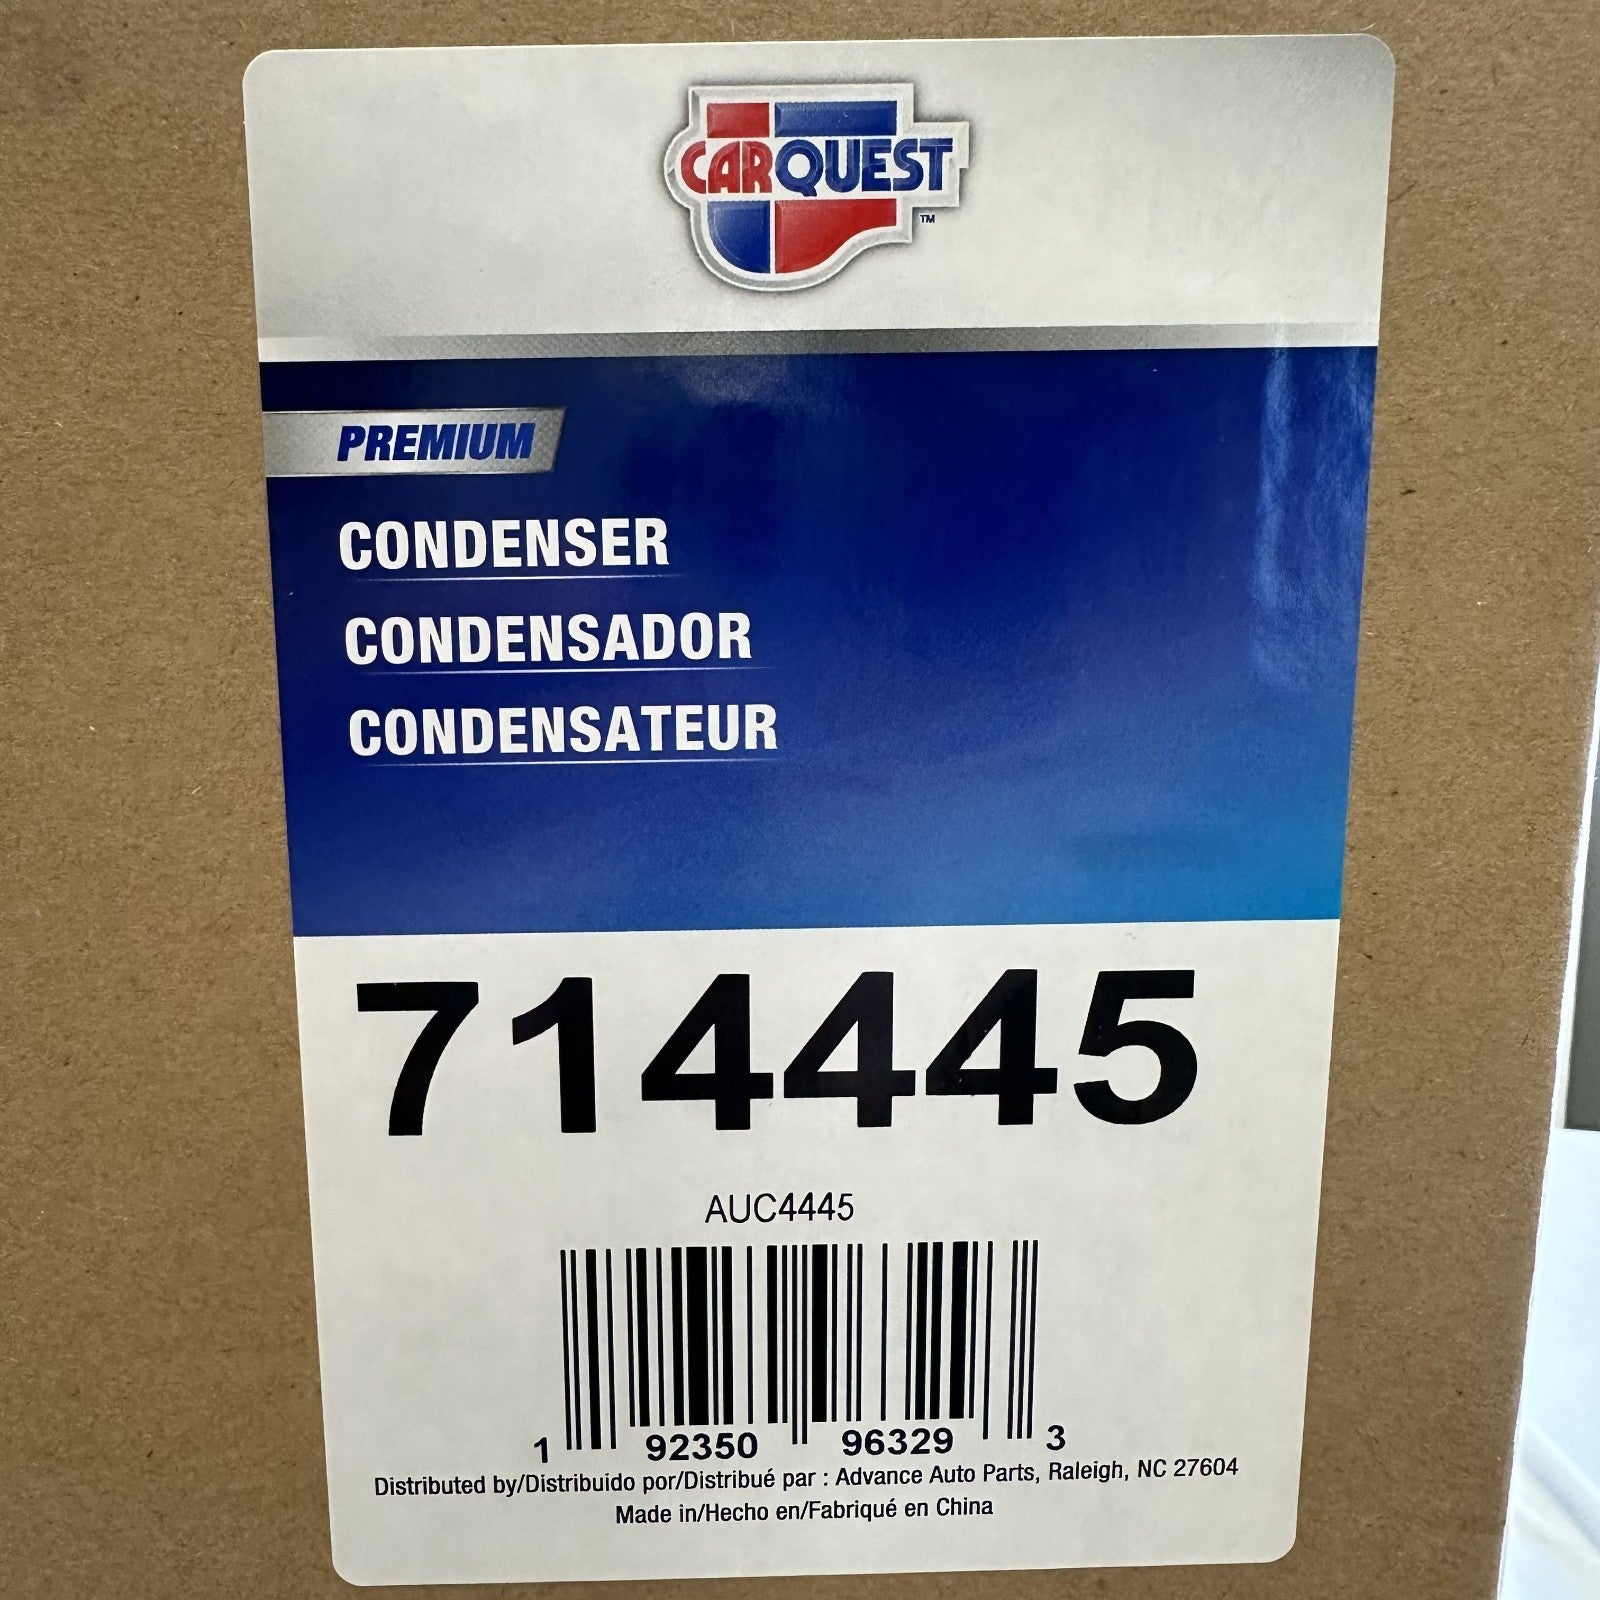 CARQUEST
TM
PREMIUM
CONDENSER
CONDENSADOR
CONDENSATEUR
714445
AUC4445
1 92350 96329 3
Distributed by/Distribuido por/Distribué par : Advance Auto Parts, Raleigh, NC 27604
Made in/Hecho en/Fabriqué en China